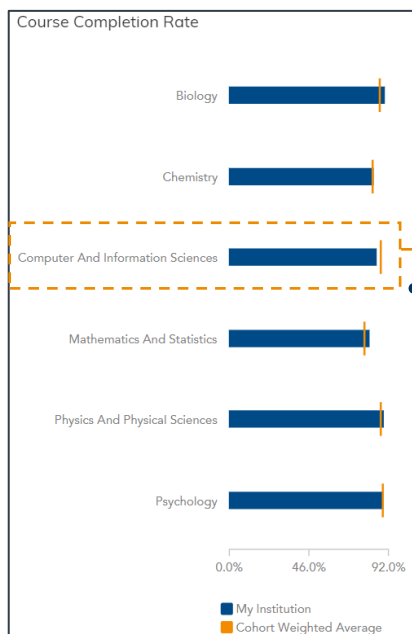 Course Completion Rate
Biology
Chemistry
Computer And Information Sciences
Mathematics And Statistics
Physics And Physical Sciences
Psychology
0.0% 46.0% 92.0%
My Institution
Cohort Weighted Average